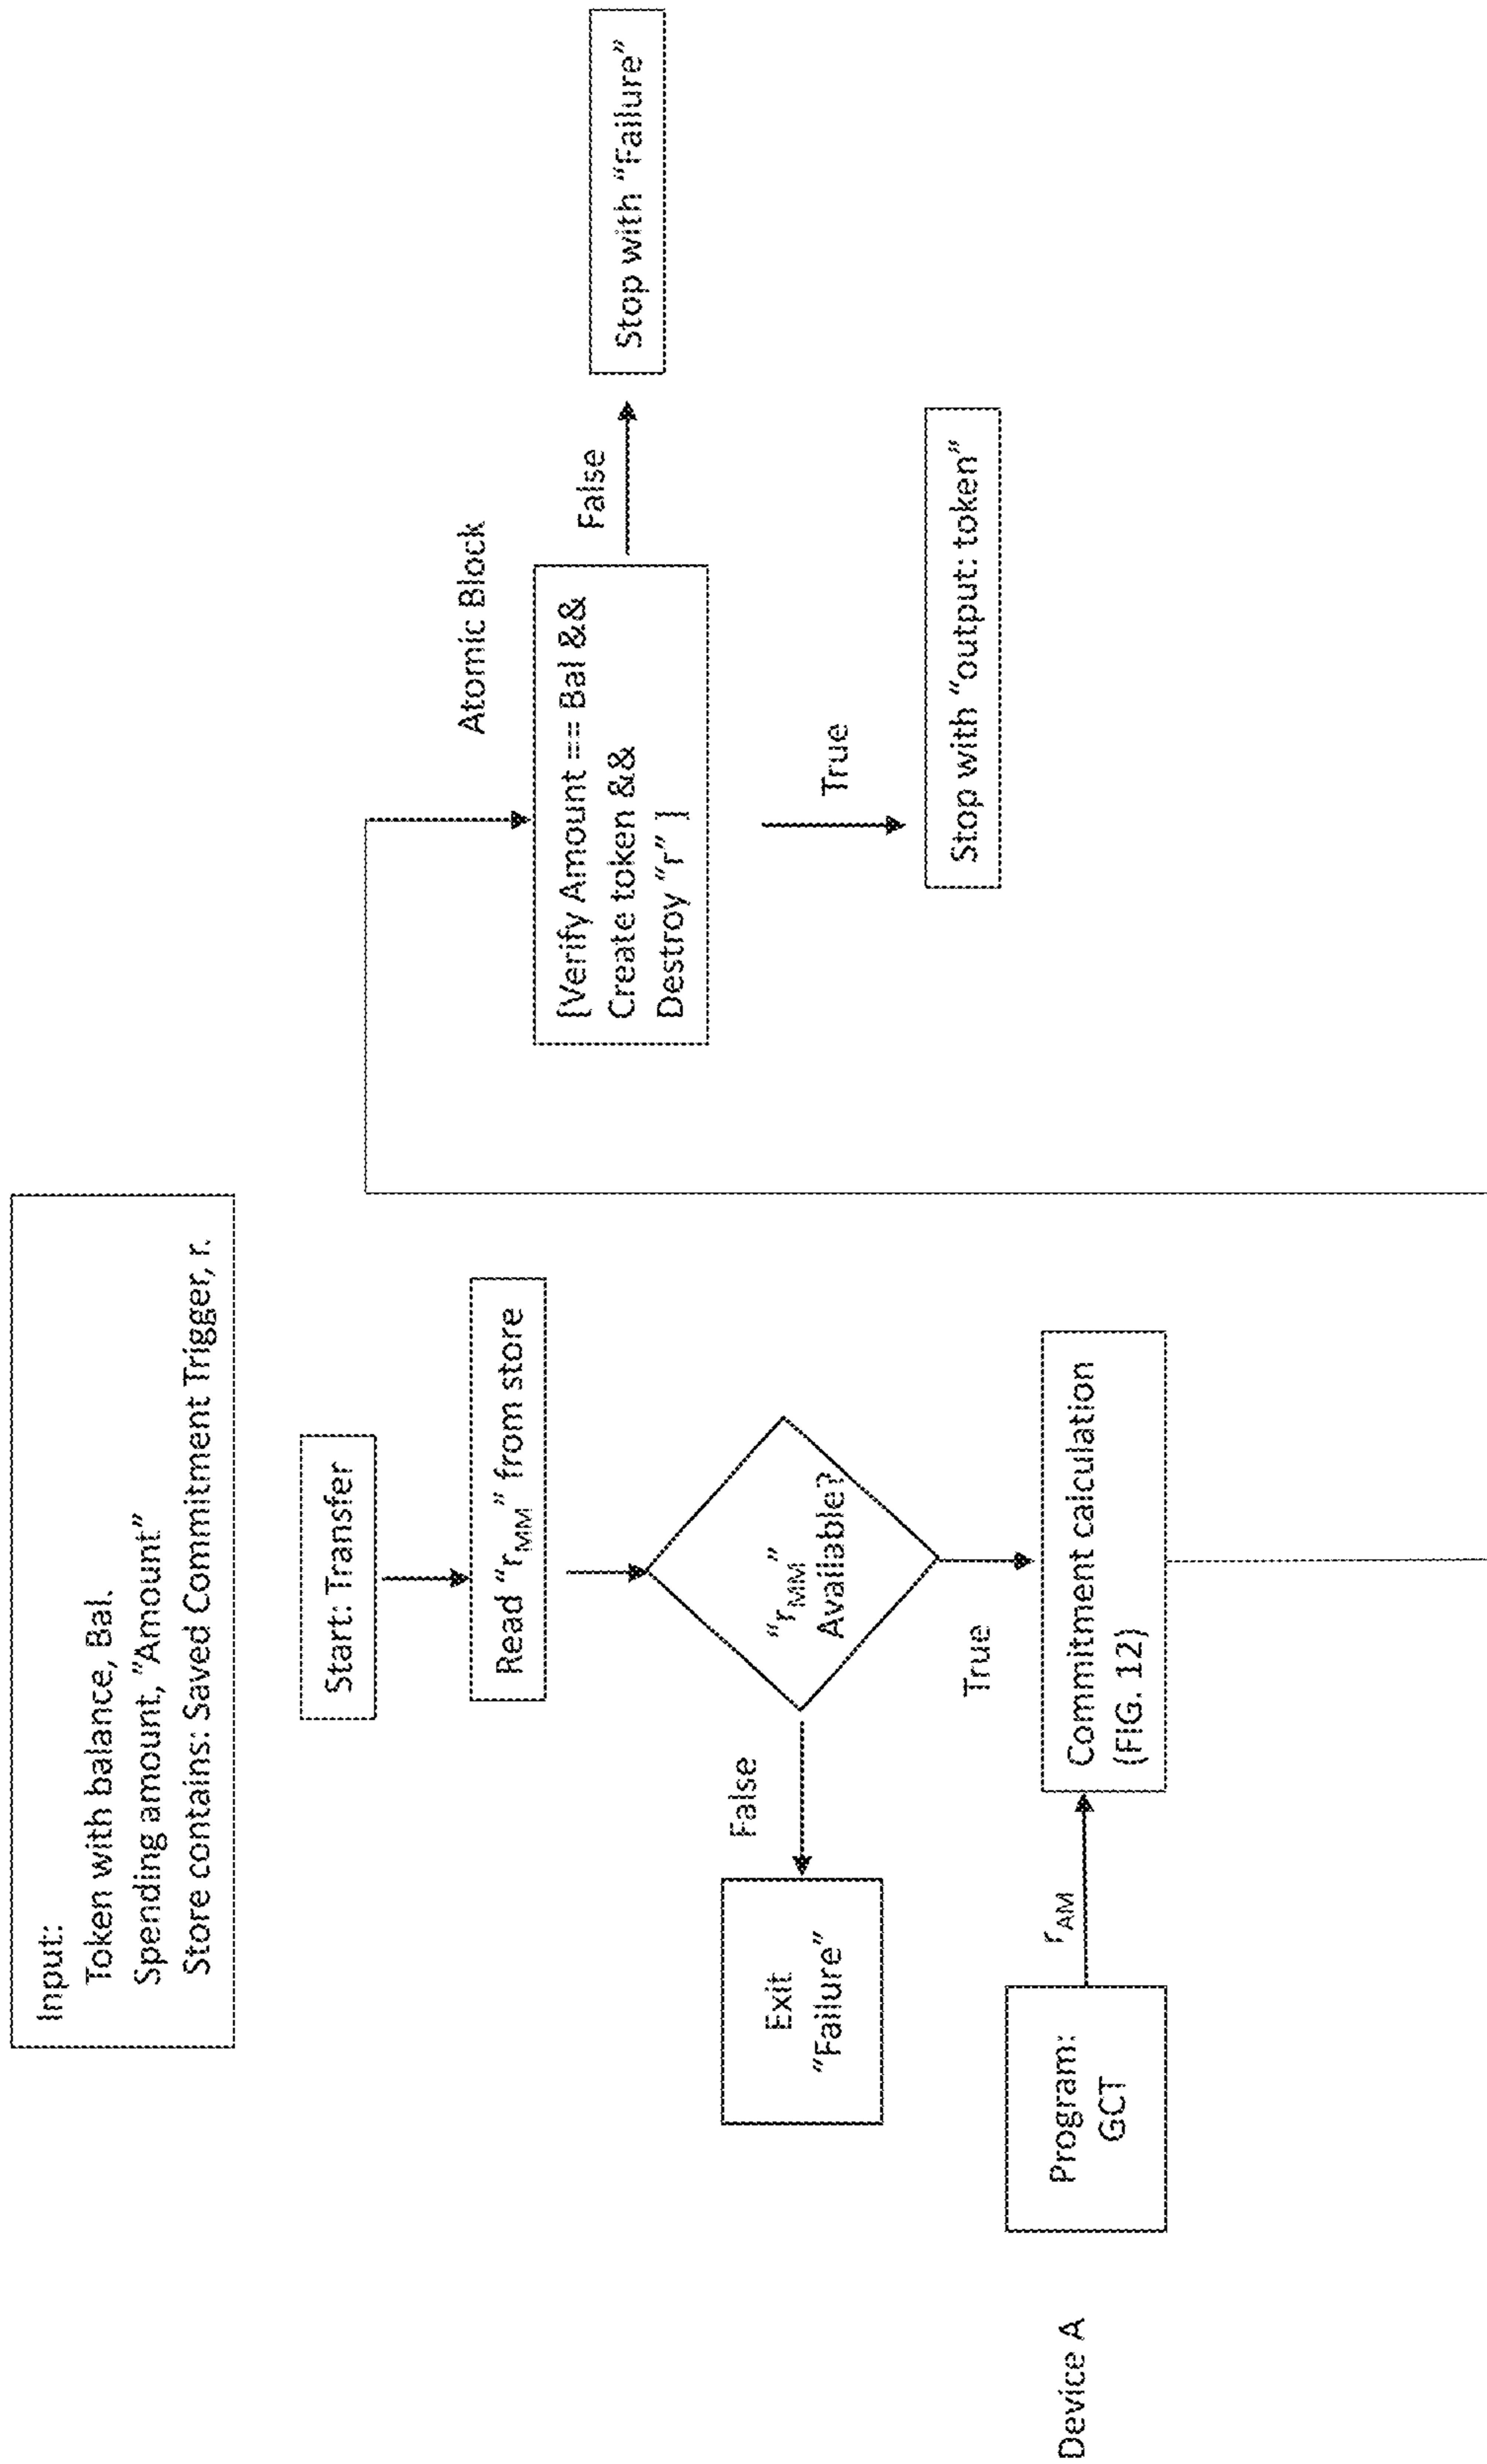 Input:
Token with balance, Bal.
Spending amount, "Amount"
Store contains: Saved Commitment Trigger, r.
Start: Transfer
Read "rMM" from store
"rMM"
Available?
False
Exit
"Failure"
True
Device A
Program:
GCT
rAM
Commitment calculation
(FIG. 12)
Atomic Block
[Verify Amount == Bal &&
Create token &&
Destroy "r" ]
False
Stop with "Failure"
True
Stop with "output: token"